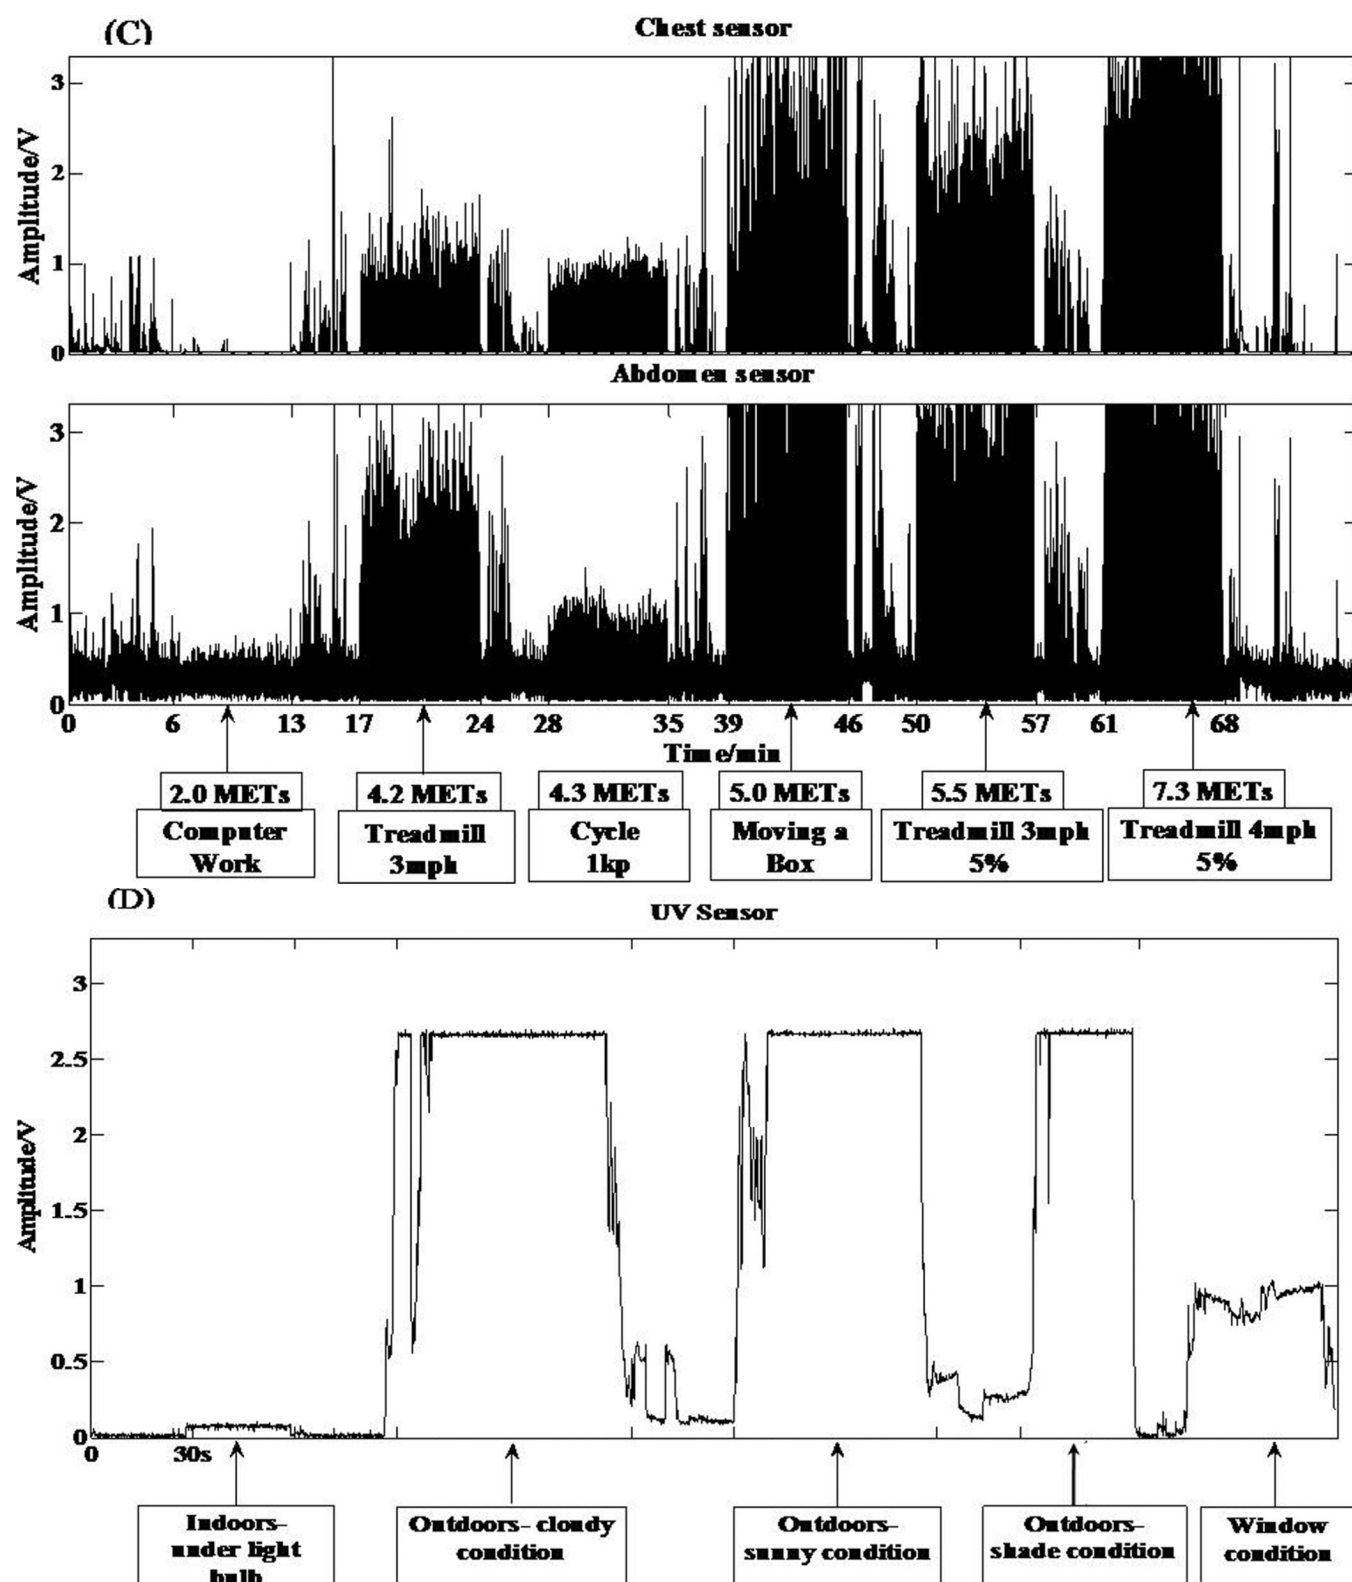 (C)
Chest sensor
3
2
1
0
Amplitude/V
Abdomen sensor
3
2
1
0
Amplitude/V
0 6 13 17 24 28 35 39 46 50 57 61 68
Time/min
2.0 METs 4.2 METs 4.3 METs 5.0 METs 5.5 METs 7.3 METs
Computer Treadmill Cycle Moving a Treadmill 3mph Treadmill 4mph
Work 3mph 1kp Box 5% 5%
(D)
UV Sensor
3
2.5
2
1.5
1
0.5
0
Amplitude/V
0 30s
Indoors- Outdoors- cloudy Outdoors- Outdoors- Window
under light condition sunny condition shade condition condition
bulb